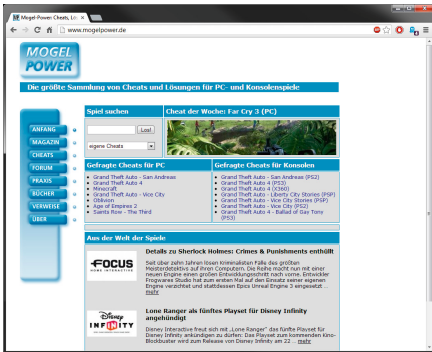 Mogel-Power: Cheats, Lö
www.mogelpower.de
MOGEL
POWER
Die größte Sammlung von Cheats und Lösungen für PC- und Konsolenspiele
ANFANG
MAGAZIN
CHEATS
FORUM
PRAXIS
BÜCHER
VERWEISE
ÜBER
Spiel suchen
Los!
eigene Cheats
Cheat der Woche: Far Cry 3 (PC)
Gefragte Cheats für PC
Grand Theft Auto - San Andreas
Grand Theft Auto 4
Minecraft
Grand Theft Auto - Vice City
Oblivion
Age of Empires 2
Saints Row - The Third
Gefragte Cheats für Konsolen
Grand Theft Auto - San Andreas (PS2)
Grand Theft Auto 4 (PS3)
Grand Theft Auto 4 (X360)
Grand Theft Auto - Liberty City Stories (PSP)
Grand Theft Auto - Vice City Stories (PSP)
Grand Theft Auto - Vice City (PS2)
Grand Theft Auto 4 - Ballad of Gay Tony
(PS3)
Aus der Welt der Spiele
FOCUS
HOME INTERACTIVE
Details zu Sherlock Holmes: Crimes & Punishments enthüllt
Seit über zehn Jahren lösen Kriminalisten Fälle des größten
Meisterdetektivs auf ihren Computern. Die Reihe macht nun mit einer
neuen Engine einen großen Entwicklungsschritt nach vorne. Entwickler
Frogwares Studio hat zum ersten Mal auf den Einsatz seiner eigenen
Engine verzichtet und stattdessen Epics Unreal Engine 3 eingesetzt ...
mehr
Disney
INFINITY
Lone Ranger als fünftes Playset für Disney Infinity
angehündigt
Disney Interactive freut sich mit „Lone Ranger" das fünfte Playset für
Disney Infinity ankündigen zu dürfen: Das Playset zum kommenden Kino-
Blockbuster wird zum Release von Disney Infinity am 22 .. mehr